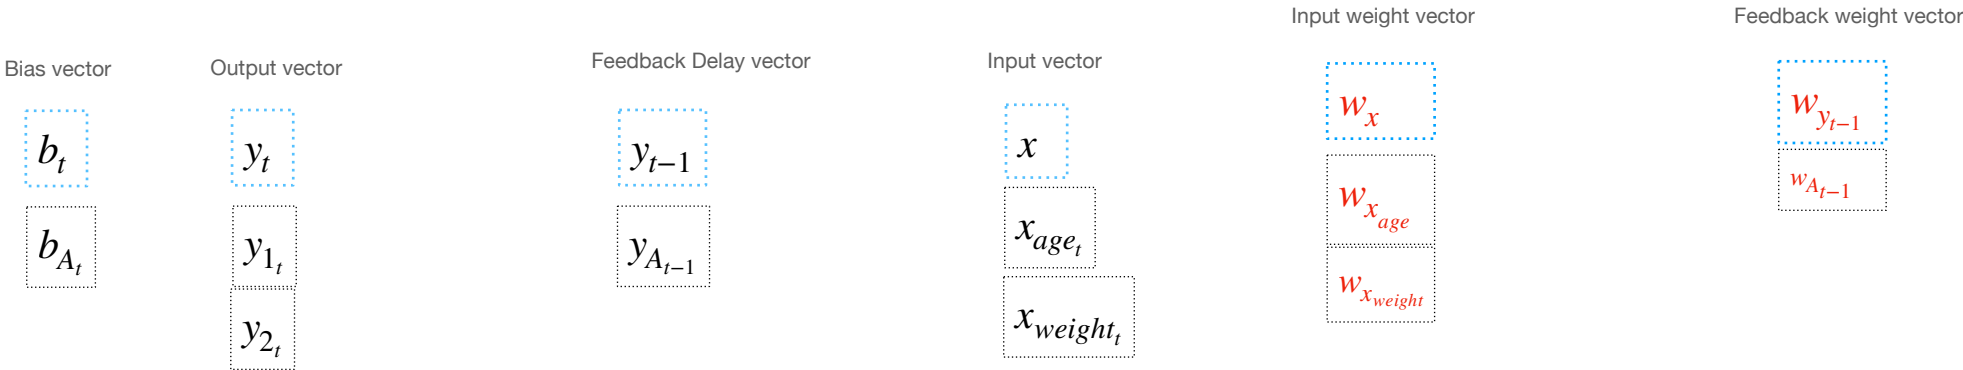 Bias vector
b_t
b_{A_t}
Output vector
y_t
y_{1_t}
y_{2_t}
Feedback Delay vector
y_{t−1}
y_{A_{t−1}}
Input vector
x
x_{age_t}
x_{weight_t}
Input weight vector
w_x
w_{x_{age}}
w_{x_{weight}}
Feedback weight vector
w_{y_{t−1}}
w_{A_{t−1}}